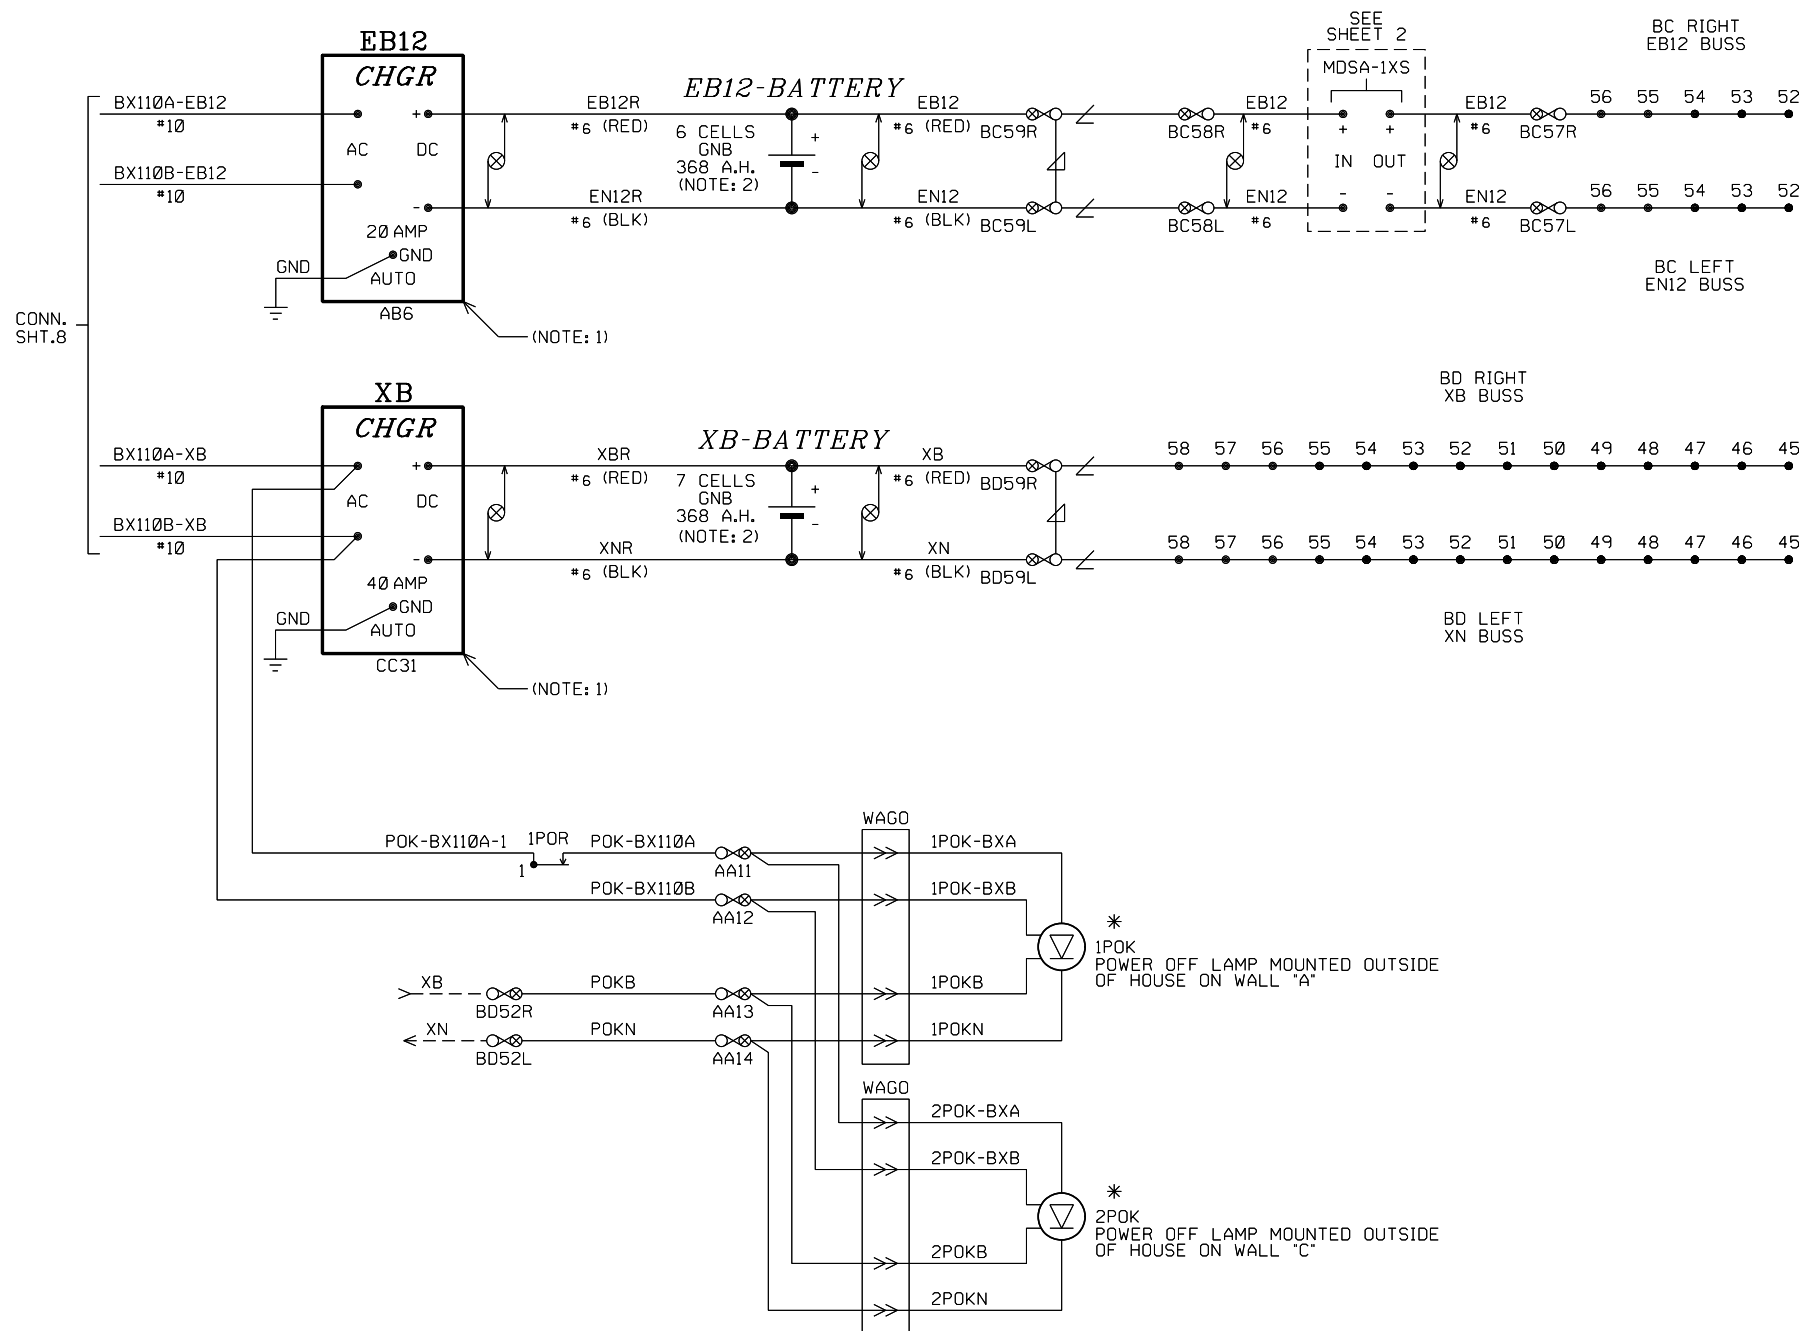 SEE
SHEET 2
BC RIGHT
EB12 BUSS
EB12
CHGR
EB12-BATTERY
MDSA-1XS
BX110A-EB12
#10
EB12R
#6 (RED)
EB12
#6 (RED)
BC59R
BC58R
EB12
#6
EB12
#6
BC57R
56 55 54 53 52
+ DC
AC
6 CELLS
GNB
368 A.H.
(NOTE: 2)
+
-
+ +
IN OUT
- -
BX110B-EB12
#10
-
EN12R
#6 (BLK)
EN12
#6 (BLK)
BC59L
BC58L
EN12
#6
EN12
#6
BC57L
56 55 54 53 52
20 AMP
GND
AUTO
GND
AB6
(NOTE: 1)
BC LEFT
EN12 BUSS
CONN.
SHT.8
BD RIGHT
XB BUSS
XB
CHGR
XB-BATTERY
BX110A-XB
#10
XBR
#6 (RED)
XB
#6 (RED)
BD59R
58 57 56 55 54 53 52 51 50 49 48 47 46 45
+ DC
AC
7 CELLS
GNB
368 A.H.
(NOTE: 2)
+
-
BX110B-XB
#10
-
XNR
#6 (BLK)
XN
#6 (BLK)
BD59L
58 57 56 55 54 53 52 51 50 49 48 47 46 45
40 AMP
GND
AUTO
GND
CC31
(NOTE: 1)
BD LEFT
XN BUSS
WAGO
POK-BX110A-1
1POR
1
POK-BX110A
AA11
1POK-BXA
POK-BX110B
AA12
1POK-BXB
*
1POK
POWER OFF LAMP MOUNTED OUTSIDE
OF HOUSE ON WALL "A"
XB
BD52R
POKB
AA13
1POKB
XN
BD52L
POKN
AA14
1POKN
WAGO
2POK-BXA
2POK-BXB
*
2POK
POWER OFF LAMP MOUNTED OUTSIDE
OF HOUSE ON WALL "C"
2POKB
2POKN